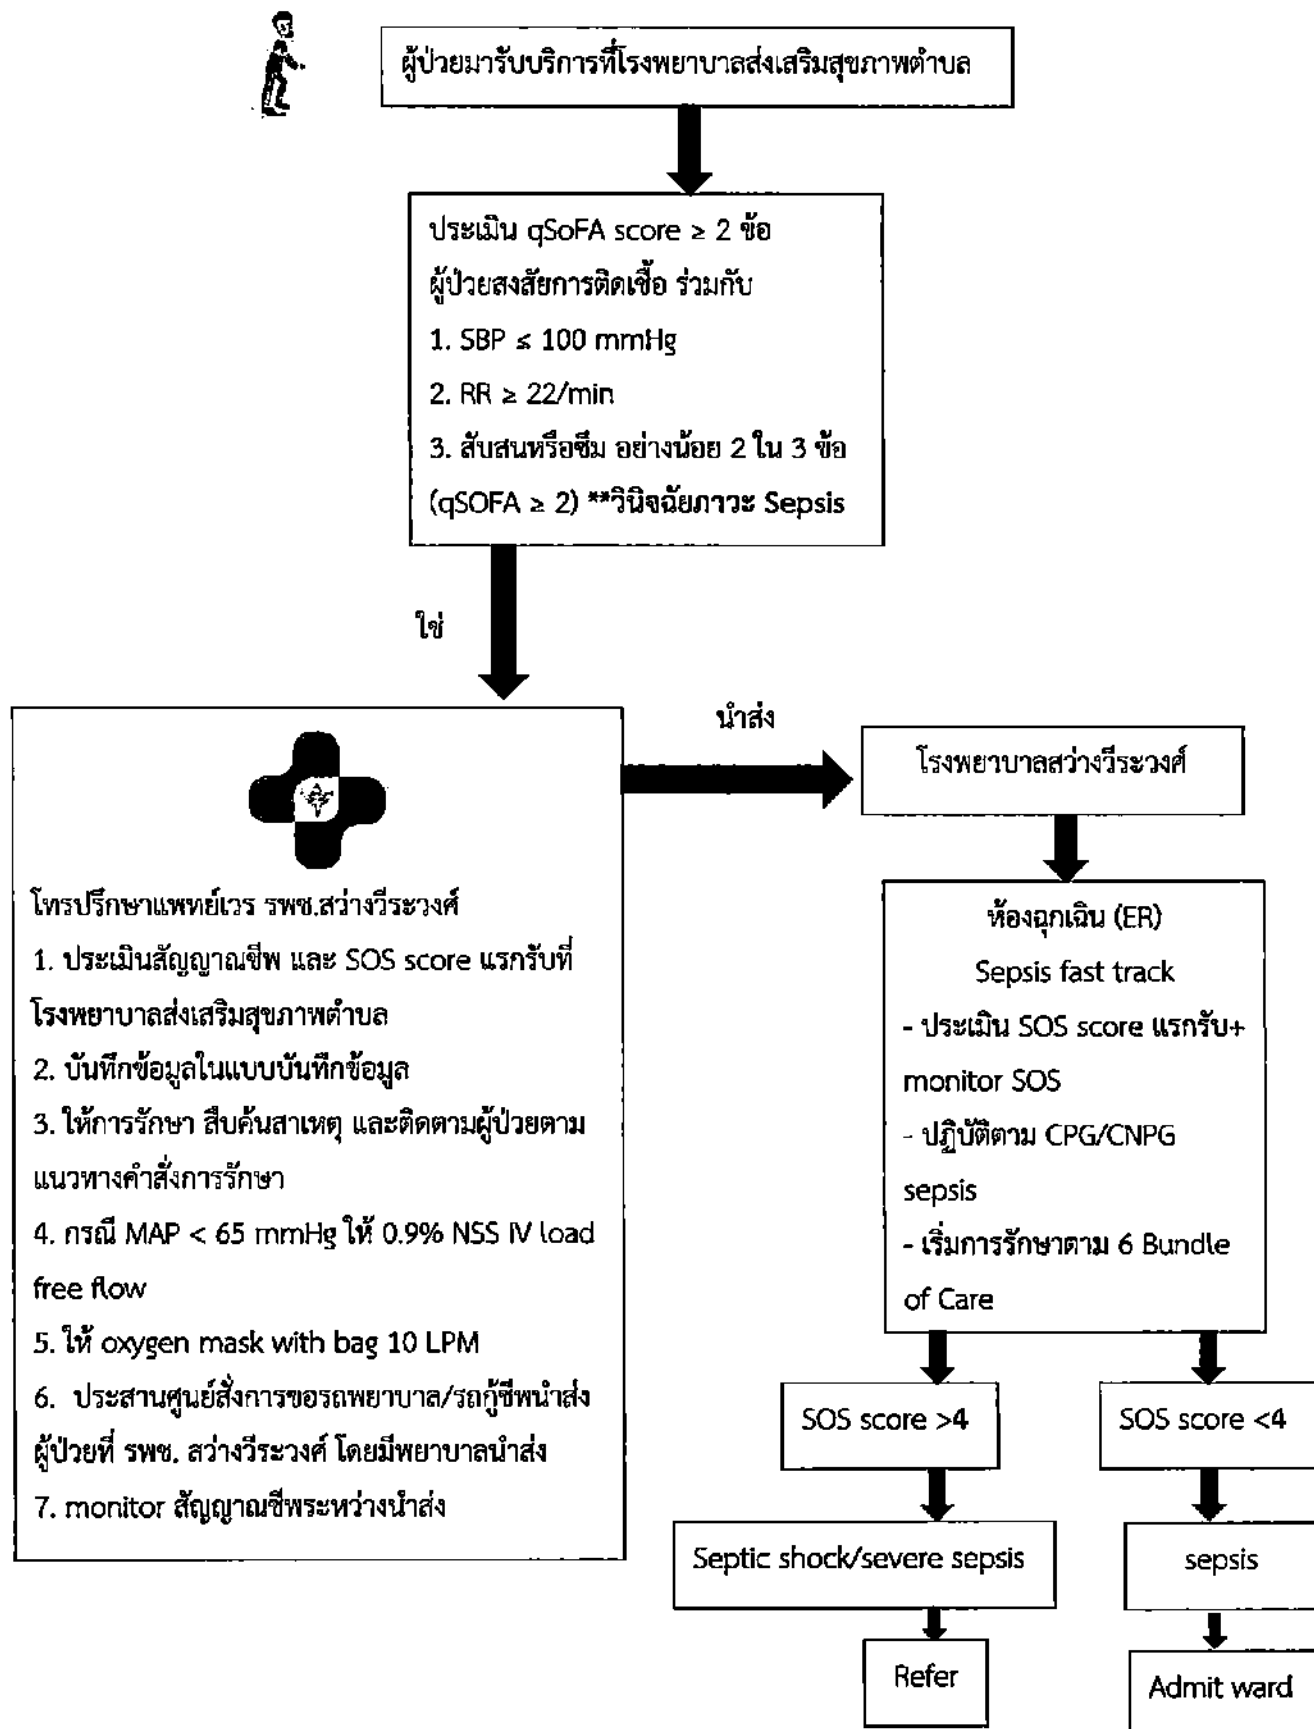 ผู้ป่วยมารับบริการที่โรงพยาบาลส่งเสริมสุขภาพตำบล
ประเมิน qSoFA score ≥ 2 ข้อ
ผู้ป่วยสงสัยการติดเชื้อ ร่วมกับ
1. SBP ≤ 100 mmHg
2. RR ≥ 22/min
3. สับสนหรือซึม อย่างน้อย 2 ใน 3 ข้อ
(qSOFA ≥ 2) **วินิจฉัยภาวะ Sepsis
ใช่
นำส่ง
โทรปรึกษาแพทย์เวร รพช.สว่างวีระวงศ์
1. ประเมินสัญญาณชีพ และ SOS score แรกรับที่
โรงพยาบาลส่งเสริมสุขภาพตำบล
2. บันทึกข้อมูลในแบบบันทึกข้อมูล
3. ให้การรักษา สืบค้นสาเหตุ และติดตามผู้ป่วยตาม
แนวทางคำสั่งการรักษา
4. กรณี MAP < 65 mmHg ให้ 0.9% NSS IV load
free flow
5. ให้ oxygen mask with bag 10 LPM
6. ประสานศูนย์สั่งการขอรถพยาบาล/รถกู้ชีพนำส่ง
ผู้ป่วยที่ รพช. สว่างวีระวงศ์ โดยมีพยาบาลนำส่ง
7. monitor สัญญาณชีพระหว่างนำส่ง
โรงพยาบาลสว่างวีระวงศ์
ห้องฉุกเฉิน (ER)
Sepsis fast track
- ประเมิน SOS score แรกรับ+
monitor SOS
- ปฏิบัติตาม CPG/CNPG
sepsis
- เริ่มการรักษาตาม 6 Bundle
of Care
SOS score >4
SOS score <4
Septic shock/severe sepsis
sepsis
Refer
Admit ward